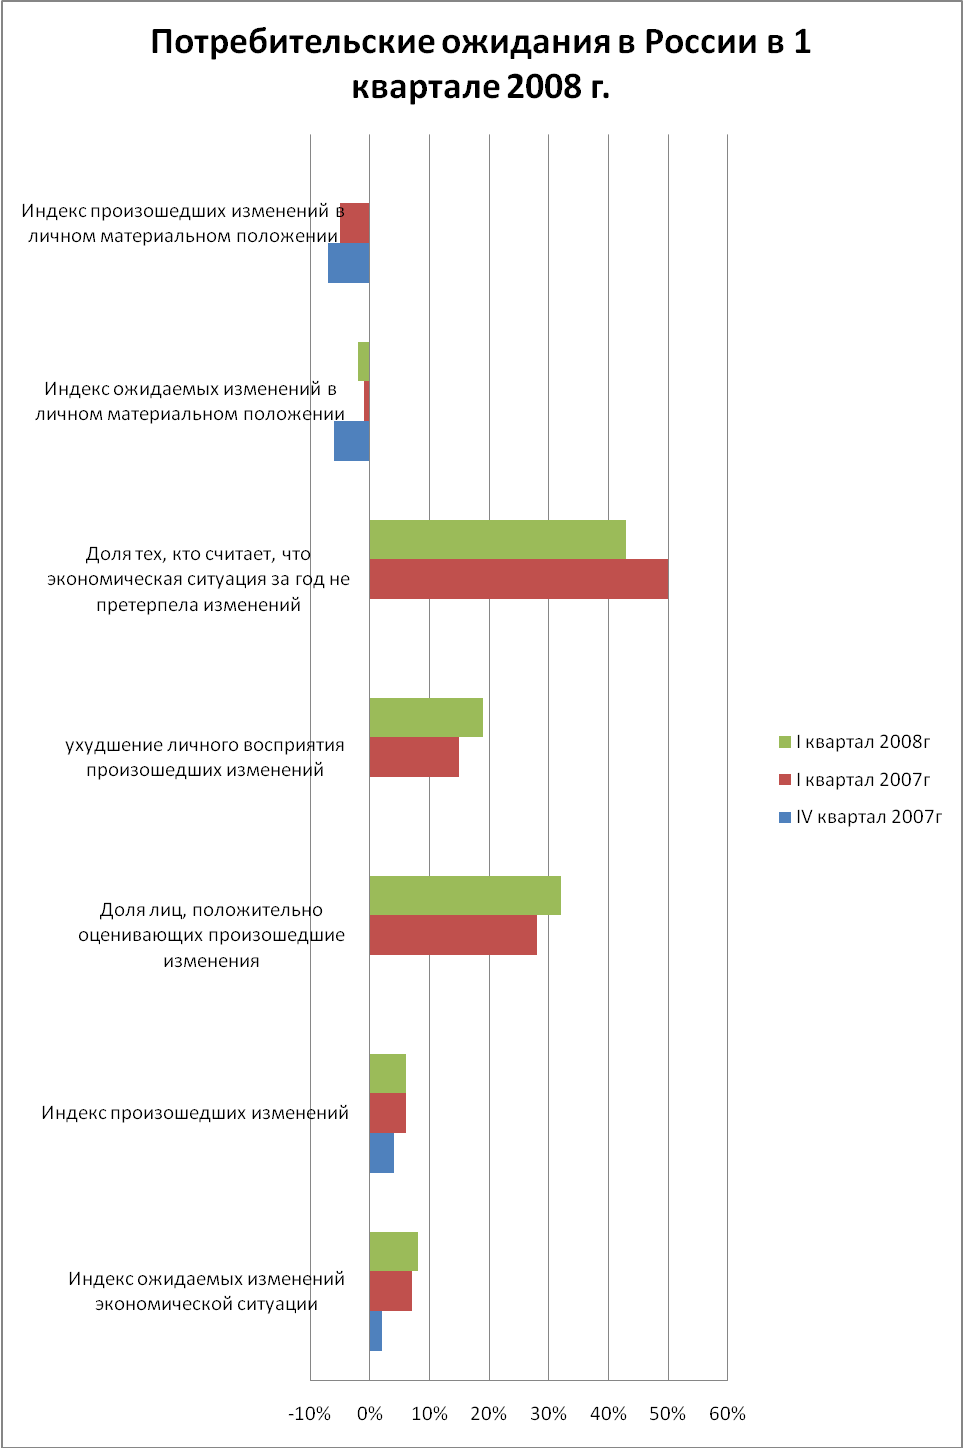 Потребительские ожидания в России в 1
квартале 2008 г.
Индекс произошедших изменений в
личном материальном положении
Индекс ожидаемых изменений в
личном материальном положении
Доля тех, кто считает, что
экономическая ситуация за год не
претерпела изменений
ухудшение личного восприятия
произошедших изменений
Доля лиц, положительно
оценивающих произошедшие
изменения
Индекс произошедших изменений
Индекс ожидаемых изменений
экономической ситуации
I квартал 2008г
I квартал 2007г
IV квартал 2007г
-10% 0% 10% 20% 30% 40% 50% 60%